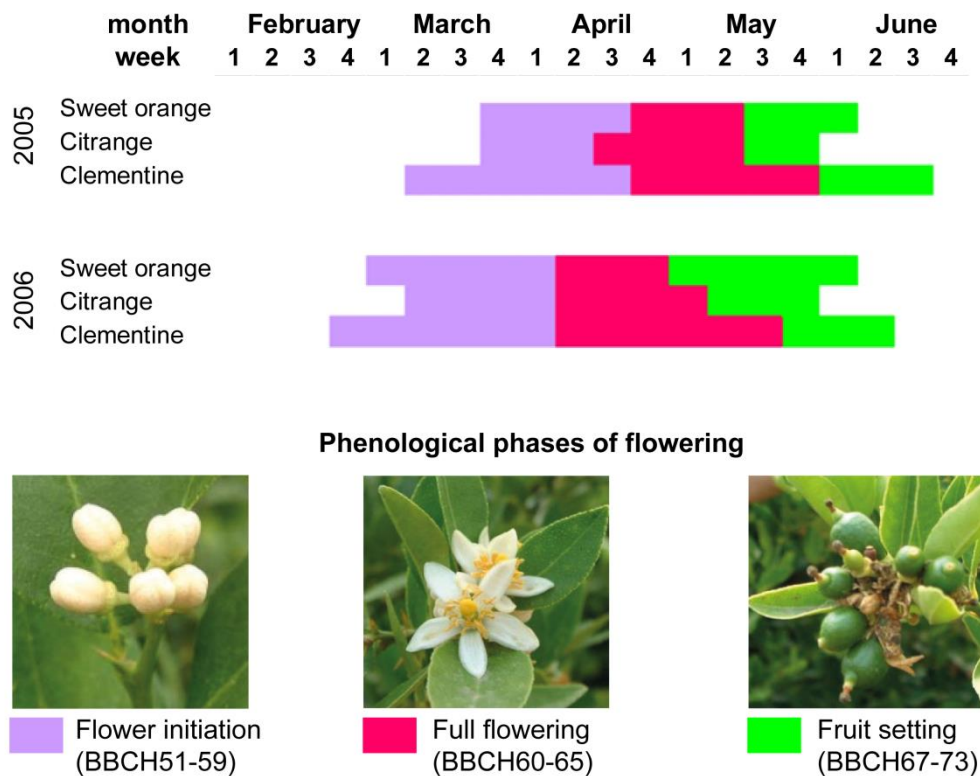 month February March April May June
week 1 2 3 4 1 2 3 4 1 2 3 4 1 2 3 4 1 2 3 4
2005
Sweet orange
Citrange
Clementine
2006
Sweet orange
Citrange
Clementine
Phenological phases of flowering
Flower initiation
(BBCH51-59)
Full flowering
(BBCH60-65)
Fruit setting
(BBCH67-73)